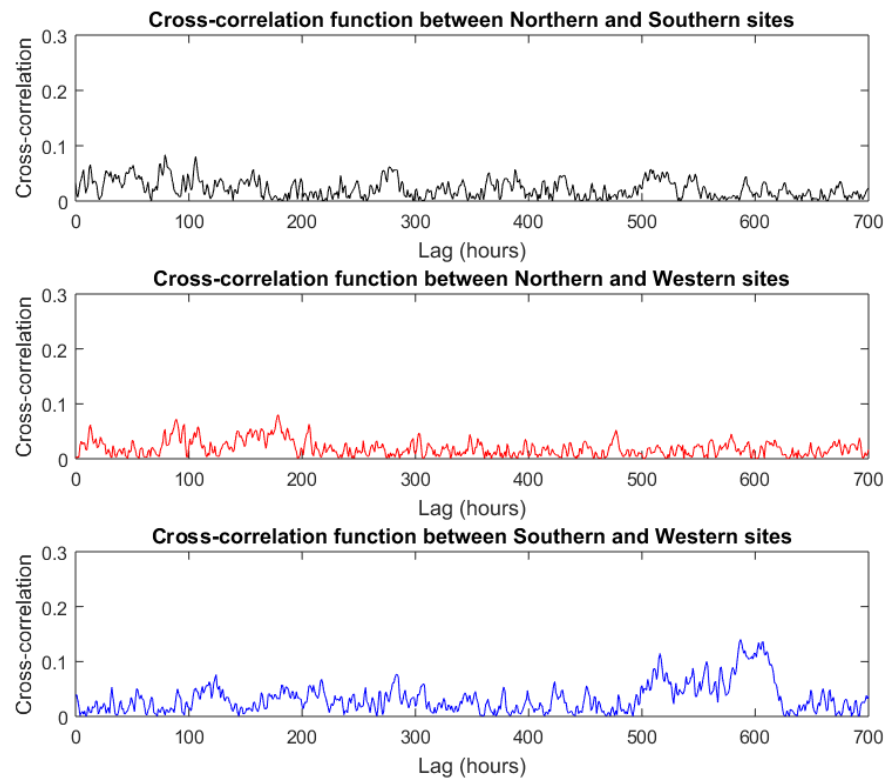 Cross-correlation function between Northern and Southern sites
0.3
0.2
0.1
0
Cross-correlation
0 100 200 300 400 500 600 700
Lag (hours)
Cross-correlation function between Northern and Western sites
0.3
0.2
0.1
0
Cross-correlation
0 100 200 300 400 500 600 700
Lag (hours)
Cross-correlation function between Southern and Western sites
0.3
0.2
0.1
0
Cross-correlation
0 100 200 300 400 500 600 700
Lag (hours)